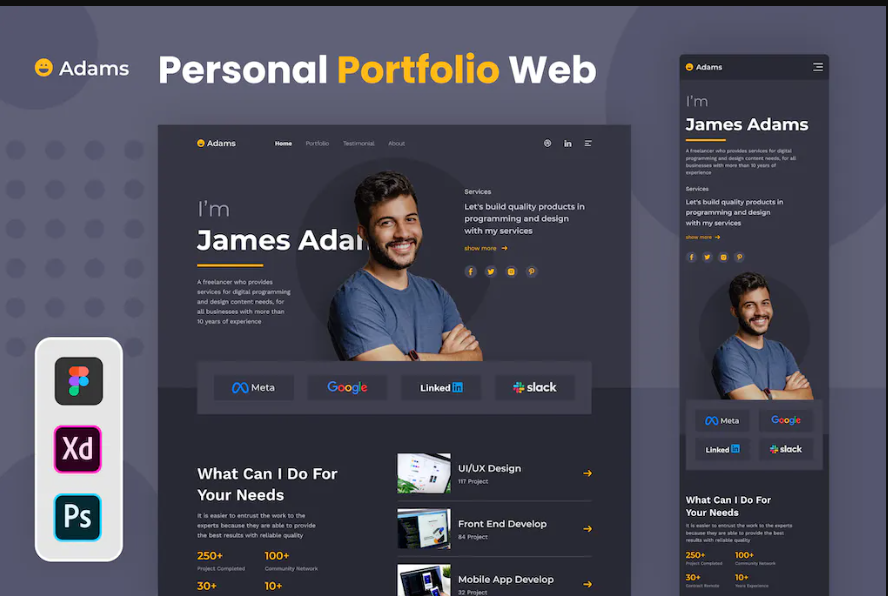 Adams
Personal Portfolio Web
Adams
Home Portfolio Testimonial About
in
I'm
James Adam
A freelancer who provides
services for digital programming
and design content needs, for
all businesses with more than
10 years of experience
Services
Let's build quality products in
programming and design
with my services
show more
Meta
Google
Linked in
slack
What Can I Do For
Your Needs
It is easier to entrust the work to the
experts because they are able to provide
the best results with reliable quality
250+ 100+
Project Completed Community Network
30+ 10+
UI/UX Design
117 Project
Front End Develop
84 Project
Mobile App Develop
32 Project
Xd
Ps
Adams
I'm
James Adams
A freelancer who provides services for digital
programming and design content needs, for all
businesses with more than 10 years of
experience
Services
Let's build quality products in
programming and design
with my services
show more
Meta
Google
Linked in
slack
What Can I Do For
Your Needs
It is easier to entrust the work to the experts
because they are able to provide the best
results with reliable quality
250+ 100+
Project Completed Community Network
30+ 10+
Contract Remote Years Experience